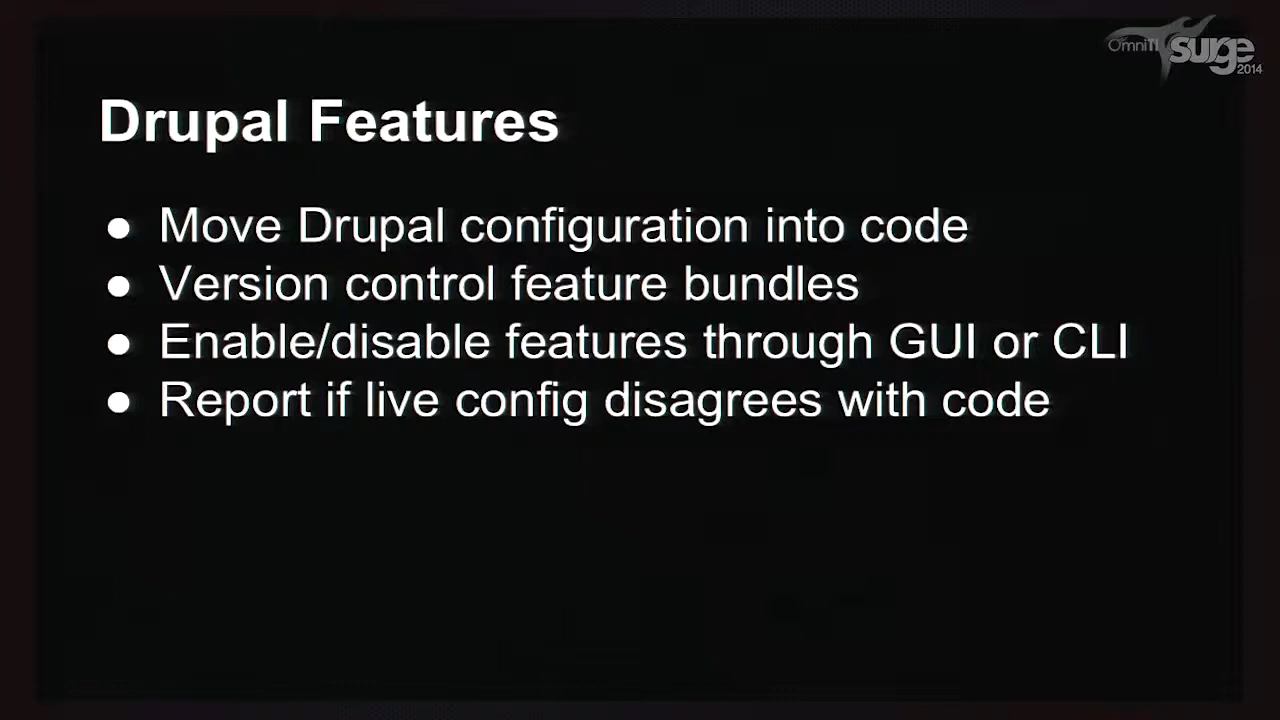 OmniTI surge 2014
Drupal Features
● Move Drupal configuration into code
● Version control feature bundles
● Enable/disable features through GUI or CLI
● Report if live config disagrees with code